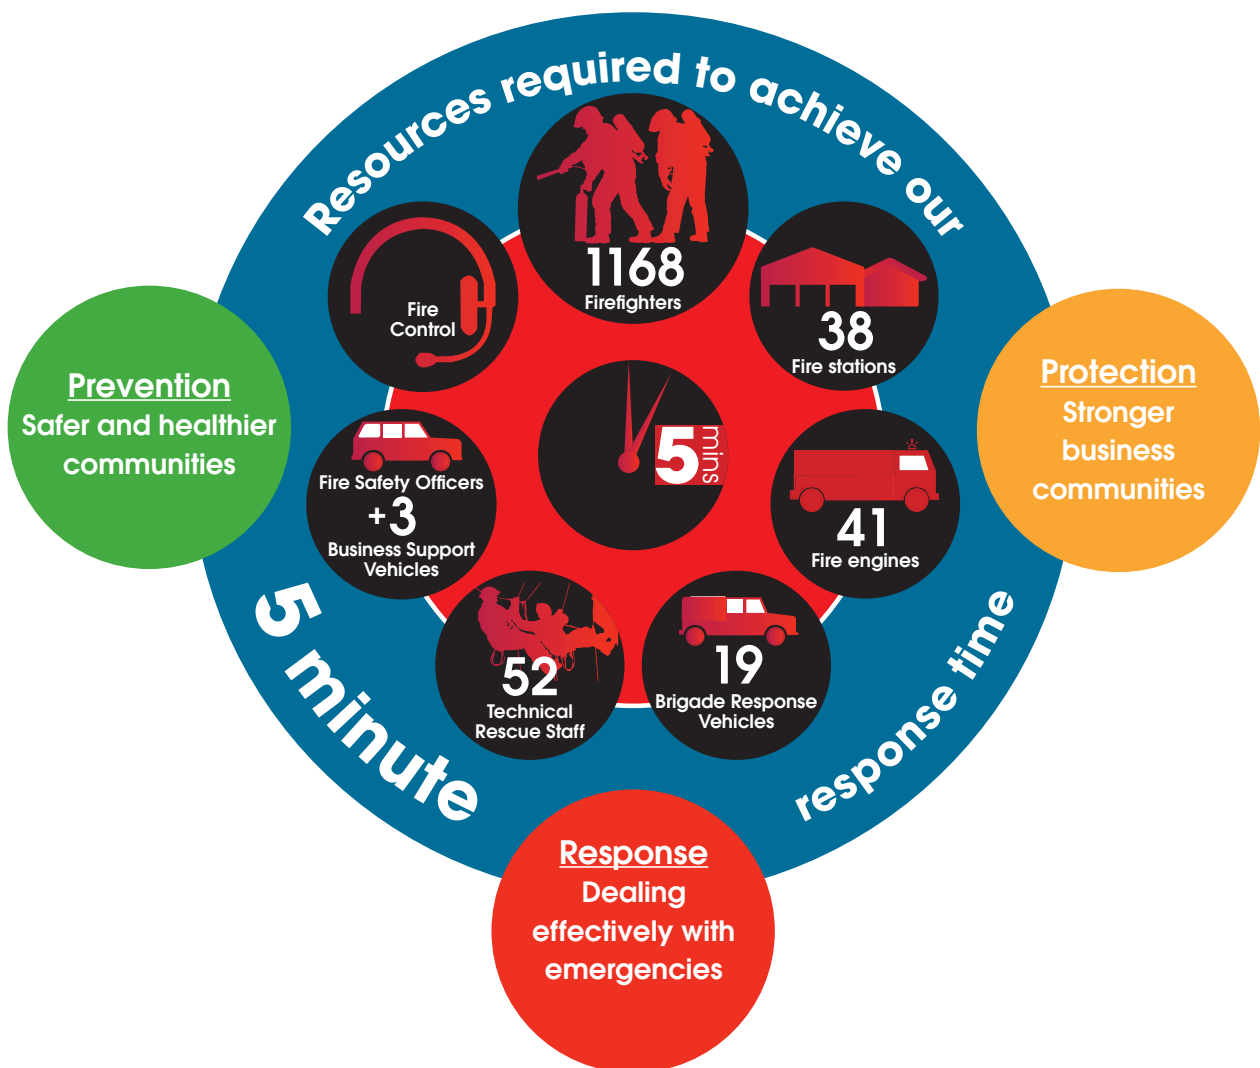 Resources required to achieve our
5 minute
response time
1168
Firefighters
38
Fire stations
41
Fire engines
19
Brigade Response
Vehicles
52
Technical
Rescue Staff
Fire Safety Officers
+3
Business Support
Vehicles
Fire
Control
5 mins
Prevention
Safer and healthier
communities
Protection
Stronger
business
communities
Response
Dealing
effectively with
emergencies